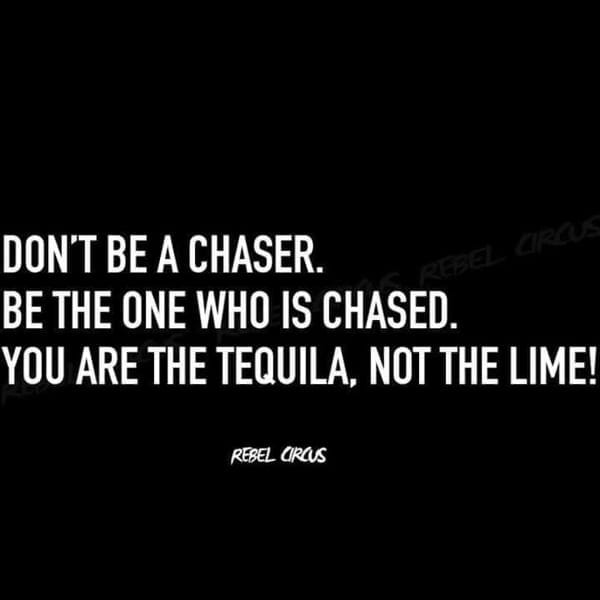 DON'T BE A CHASER.
BE THE ONE WHO IS CHASED.
YOU ARE THE TEQUILA, NOT THE LIME!
REBEL CIRCUS
REBEL CIRCUS